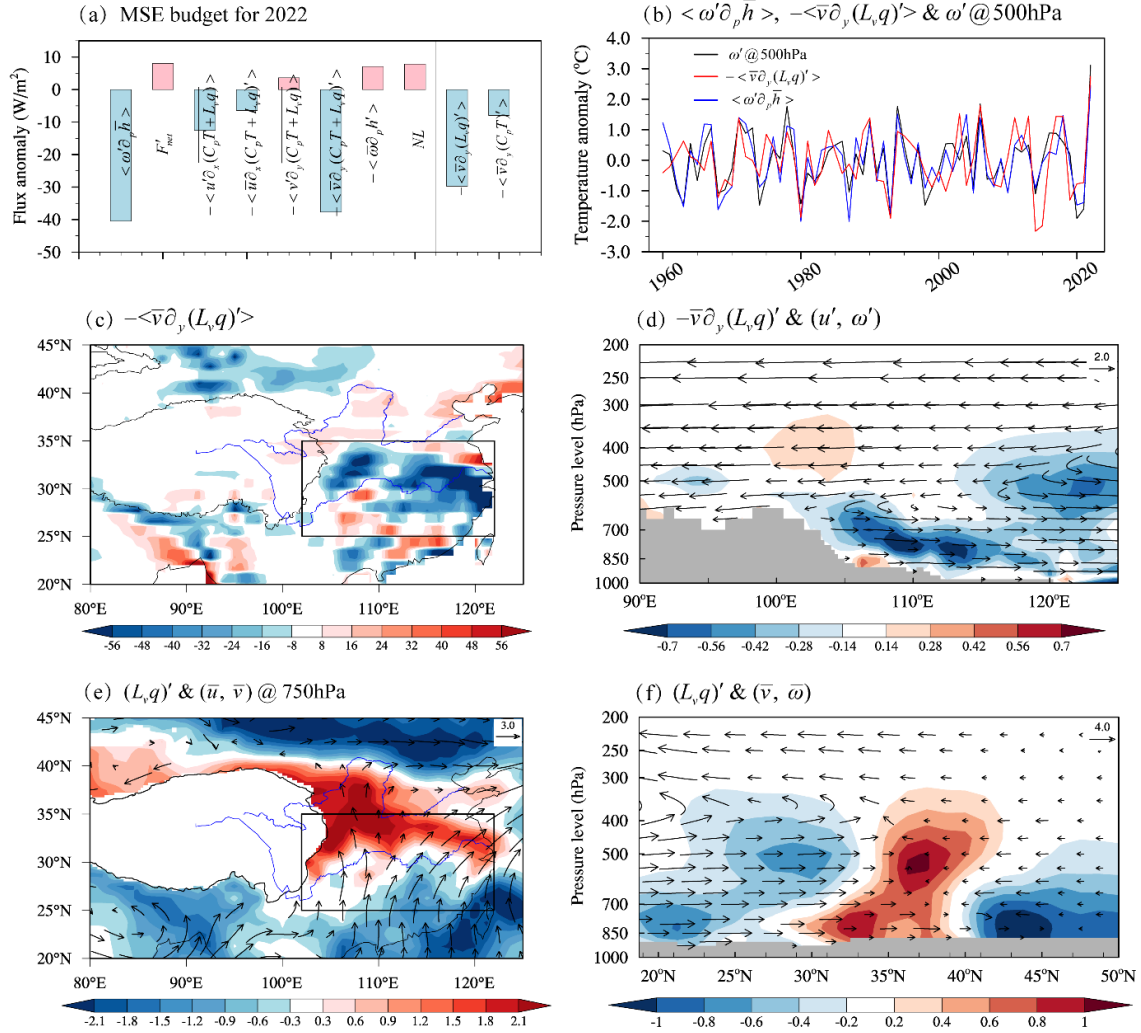 (a) MSE budget for 2022
Flux anomaly (W/m²)
10
0
-10
-20
-30
-40
-50
<ω′∂ₚh̅>
F′ₙₑₜ
−<u′∂ₓ(CₚT̅ + Lᵥq̅)>
−<u̅∂ₓ(CₚT + Lᵥq)′>
−<v′∂ᵧ(CₚT + Lᵥq)>
−<v̅∂ᵧ(CₚT + Lᵥq)′>
−<ω̅∂ₚh′>
NL
−<v̅∂ᵧ(Lᵥq)′>
−<v̅∂ᵧ(CₚT)′>
(b) <ω′∂ₚh̅>, −<v̅∂ᵧ(Lᵥq)′> & ω′ @500hPa
Temperature anomaly (°C)
4.0
3.0
2.0
1.0
0.0
-1.0
-2.0
-3.0
ω′@500hPa
−<v̅∂ᵧ(Lᵥq)′>
<ω′∂ₚh̅>
1960
1980
2000
2020
(c) −<v̅∂ᵧ(Lᵥq)′>
45°N
40°N
35°N
30°N
25°N
20°N
80°E 90°E 100°E 110°E 120°E
-56 -48 -40 -32 -24 -16 -8 8 16 24 32 40 48 56
(d) −v̅∂ᵧ(Lᵥq)′ & (u′, ω′)
Pressure level (hPa)
200
250
300
400
500
700
850
1000
2.0
90°E 100°E 110°E 120°E
-0.7 -0.56 -0.42 -0.28 -0.14 0.14 0.28 0.42 0.56 0.7
(e) (Lᵥq)′ & (u̅, v̅) @ 750hPa
45°N
40°N
35°N
30°N
25°N
20°N
3.0
80°E 90°E 100°E 110°E 120°E
-2.1 -1.8 -1.5 -1.2 -0.9 -0.6 -0.3 0.3 0.6 0.9 1.2 1.5 1.8 2.1
(f) (Lᵥq)′ & (v̅, ω̅)
Pressure level (hPa)
200
250
300
400
500
700
850
1000
4.0
20°N 25°N 30°N 35°N 40°N 45°N 50°N
-1 -0.8 -0.6 -0.4 -0.2 0.2 0.4 0.6 0.8 1